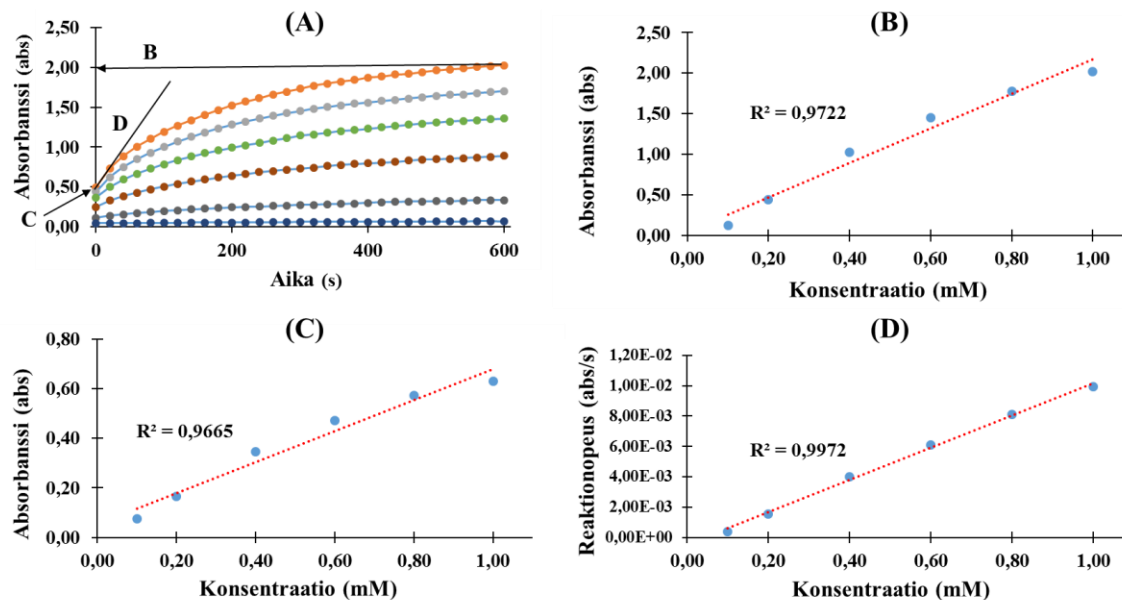 (A)
2,50
2,00
1,50
1,00
0,50
0,00
Absorbanssi (abs)
B
D
C
0
200
400
600
Aika (s)
(B)
2,50
2,00
1,50
1,00
0,50
0,00
Absorbanssi (abs)
R² = 0,9722
0,00 0,20 0,40 0,60 0,80 1,00
Konsentraatio (mM)
(C)
0,80
0,60
0,40
0,20
0,00
Absorbanssi (abs)
R² = 0,9665
0,00 0,20 0,40 0,60 0,80 1,00
Konsentraatio (mM)
(D)
1,20E-02
1,00E-02
8,00E-03
6,00E-03
4,00E-03
2,00E-03
0,00E+00
Reaktionopeus (abs/s)
R² = 0,9972
0,00 0,20 0,40 0,60 0,80 1,00
Konsentraatio (mM)